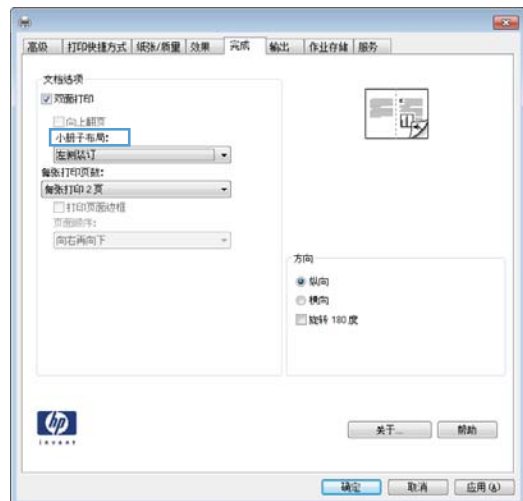 高级 打印快捷方式 纸张/质量 效果 完成 输出 作业存储 服务
文档选项
双面打印
向上翻页
小册子布局:
左侧装订
每张打印页数:
每张打印 2 页
打印页面边框
页面顺序:
向右再向下
方向
纵向
横向
旋转 180 度
hp
invent
关于... 帮助
确定 取消 应用(A)